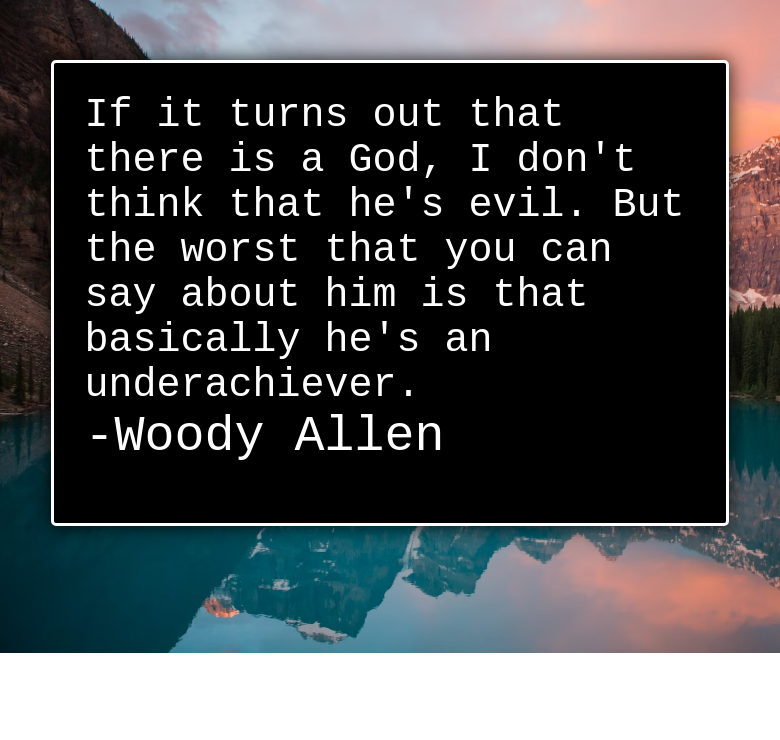 If it turns out that
there is a God, I don't
think that he's evil. But
the worst that you can
say about him is that
basically he's an
underachiever.
-Woody Allen